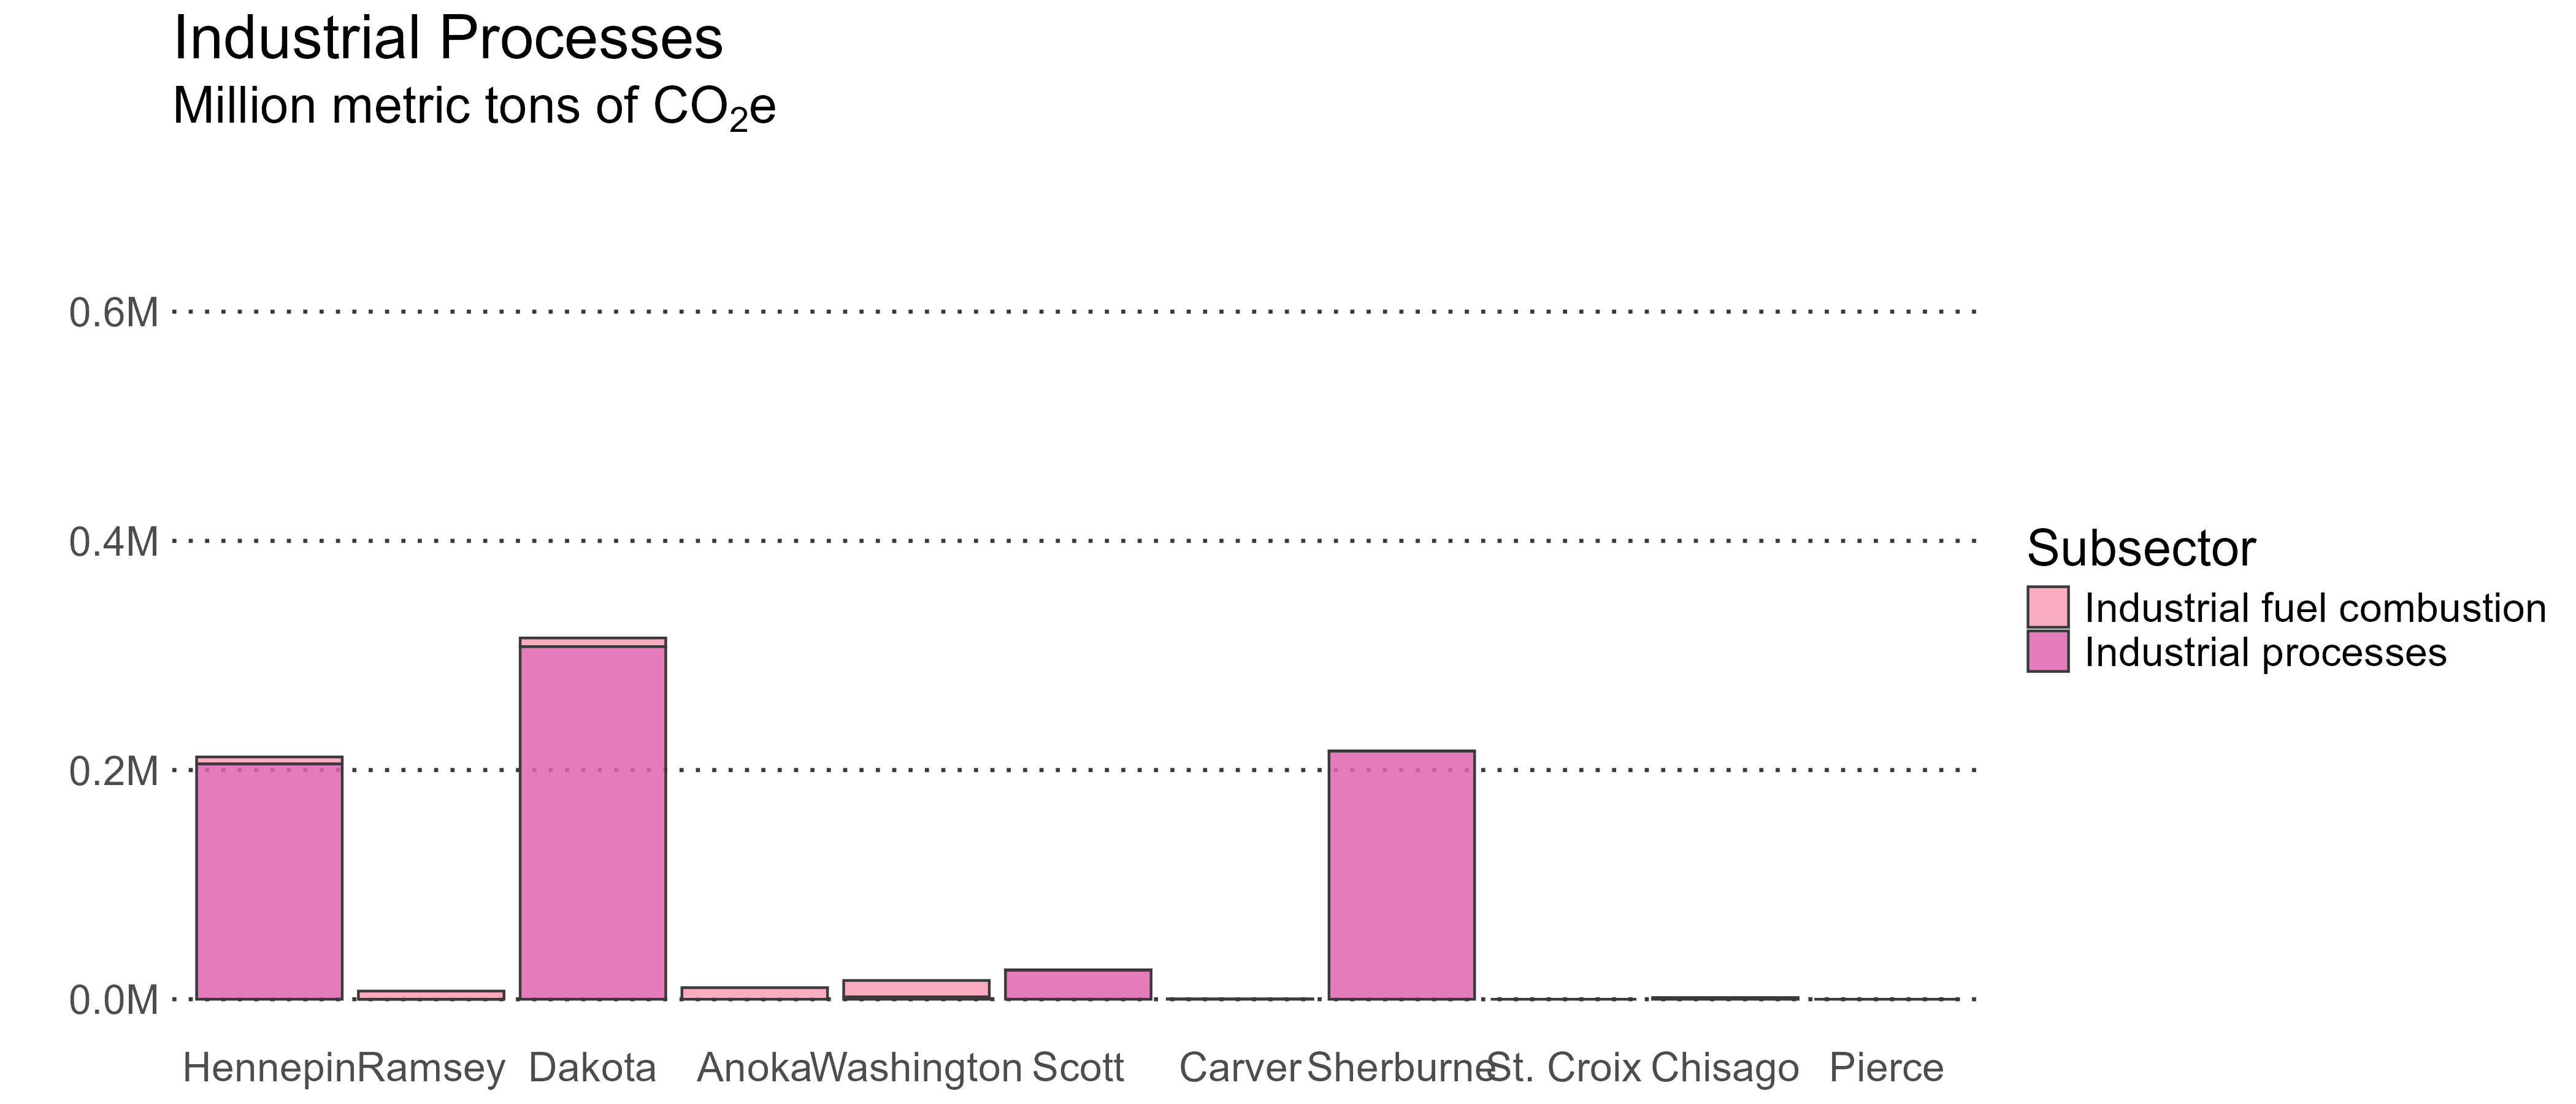 Industrial Processes
Million metric tons of CO₂e
0.6M
0.4M
0.2M
0.0M
Hennepin Ramsey Dakota Anoka Washington Scott Carver Sherburne St. Croix Chisago Pierce
Subsector
Industrial fuel combustion
Industrial processes